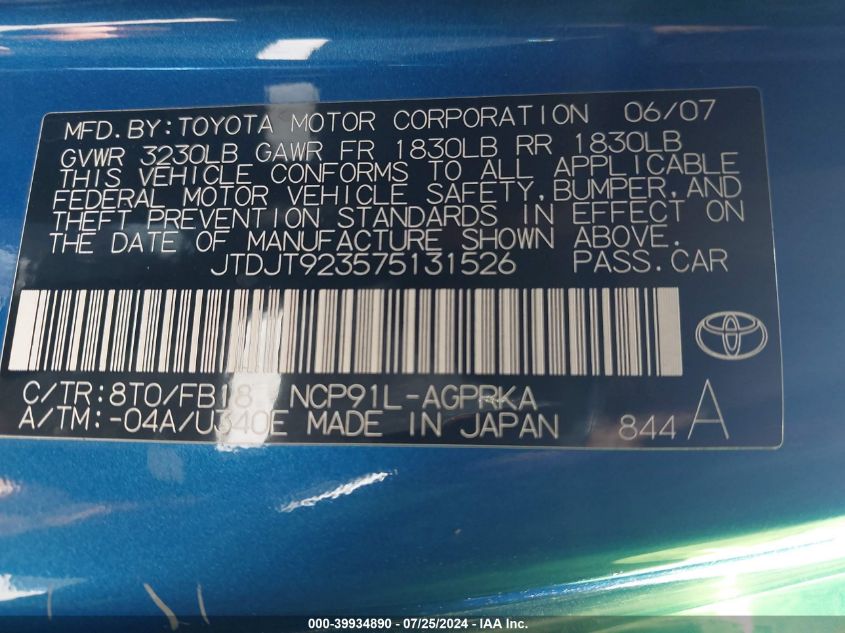 MFD.BY:TOYOTA MOTOR CORPORATION 06/07
GVWR 3230LB GAWR FR 1830LB RR 1830LB
THIS VEHICLE CONFORMS TO ALL APPLICABLE
FEDERAL MOTOR VEHICLE SAFETY,BUMPER,AND
THEFT PREVENTION STANDARDS IN EFFECT ON
THE DATE OF MANUFACTURE SHOWN ABOVE.
JTDJT923575131526 PASS.CAR
C/TR:8T0/FB18 NCP91L-AGPRKA
A/TM:-04A/U340E MADE IN JAPAN 844 A
000-39934890 - 07/25/2024 - IAA Inc.